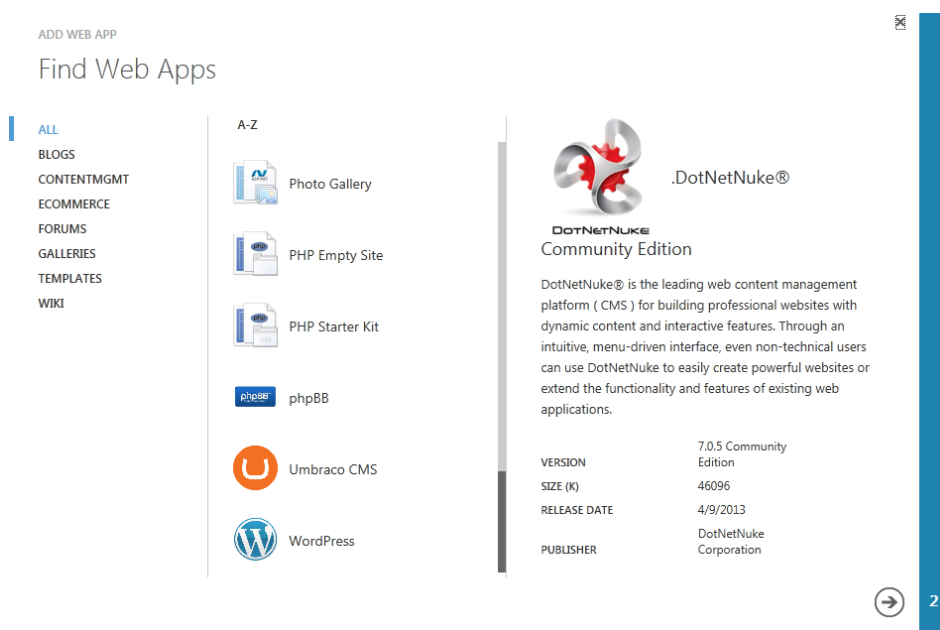 ADD WEB APP
Find Web Apps
ALL
BLOGS
CONTENTMGMT
ECOMMERCE
FORUMS
GALLERIES
TEMPLATES
WIKI
A-Z
ASP.NET
Photo Gallery
php
PHP Empty Site
php
PHP Starter Kit
phpBB
phpBB
Umbraco CMS
WordPress
DOTNETNUKE
.DotNetNuke®
Community Edition
DotNetNuke® is the leading web content management
platform ( CMS ) for building professional websites with
dynamic content and interactive features. Through an
intuitive, menu-driven interface, even non-technical users
can use DotNetNuke to easily create powerful websites or
extend the functionality and features of existing web
applications.
VERSION 7.0.5 Community
Edition
SIZE (K) 46096
RELEASE DATE 4/9/2013
PUBLISHER DotNetNuke
Corporation
2